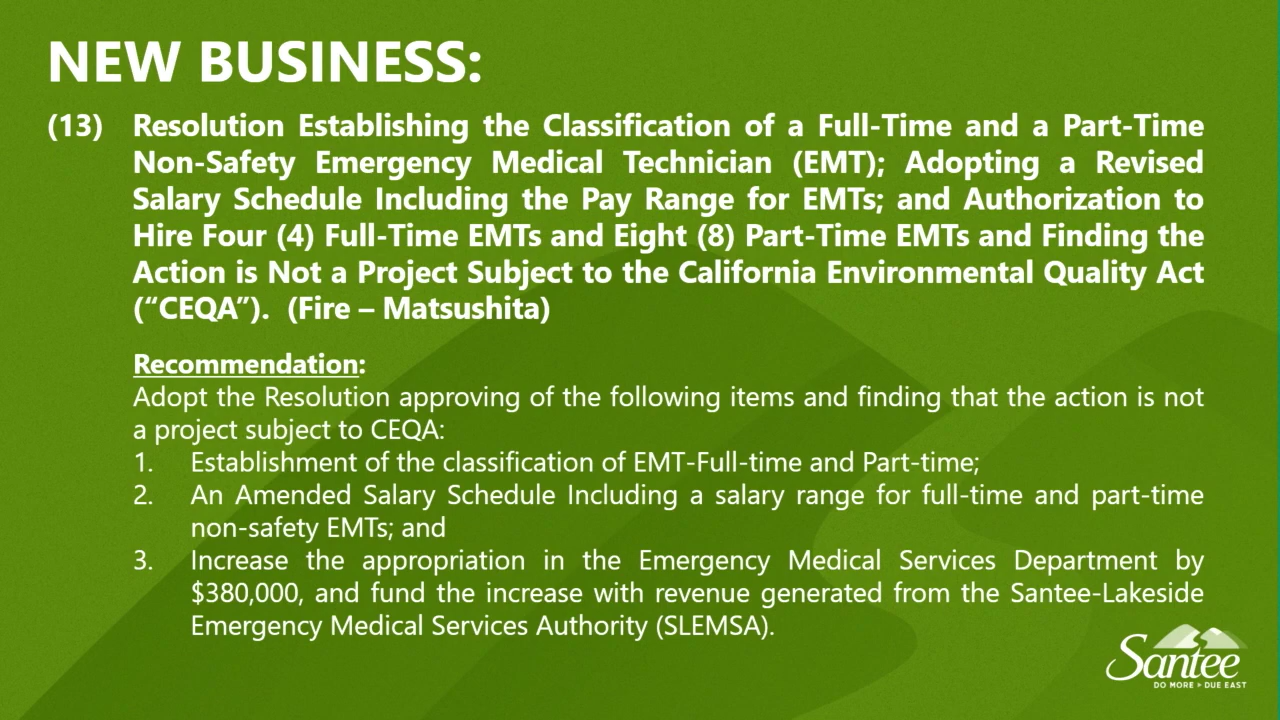 NEW BUSINESS:
(13) Resolution Establishing the Classification of a Full-Time and a Part-Time
Non-Safety Emergency Medical Technician (EMT); Adopting a Revised
Salary Schedule Including the Pay Range for EMTs; and Authorization to
Hire Four (4) Full-Time EMTs and Eight (8) Part-Time EMTs and Finding the
Action is Not a Project Subject to the California Environmental Quality Act
(“CEQA”). (Fire – Matsushita)
Recommendation:
Adopt the Resolution approving of the following items and finding that the action is not
a project subject to CEQA:
1. Establishment of the classification of EMT-Full-time and Part-time;
2. An Amended Salary Schedule Including a salary range for full-time and part-time
non-safety EMTs; and
3. Increase the appropriation in the Emergency Medical Services Department by
$380,000, and fund the increase with revenue generated from the Santee-Lakeside
Emergency Medical Services Authority (SLEMSA).
Santee
DO MORE ▸ DUE EAST